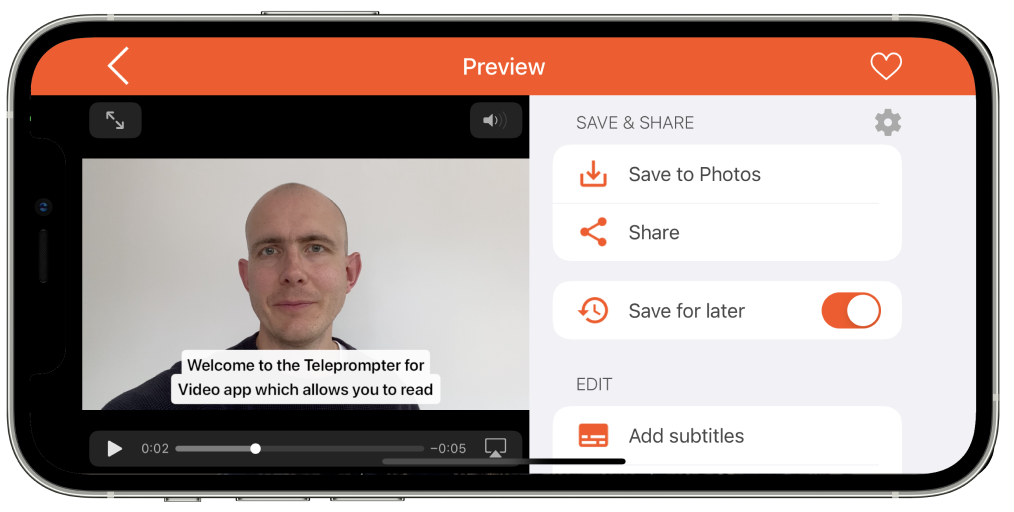 Preview
SAVE & SHARE
Save to Photos
Share
Save for later
EDIT
Add subtitles
Welcome to the Teleprompter for
Video app which allows you to read
0:02
−0:05